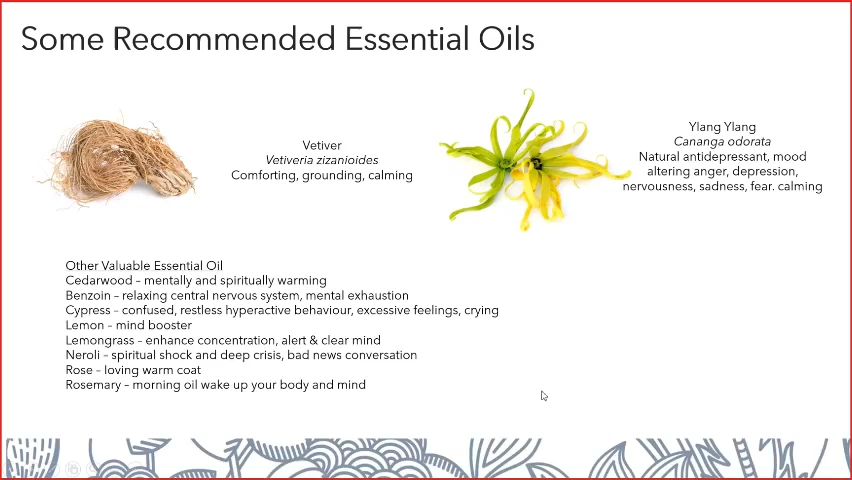 Some Recommended Essential Oils
Vetiver
Vetiveria zizanioides
Comforting, grounding, calming
Ylang Ylang
Cananga odorata
Natural antidepressant, mood
altering anger, depression,
nervousness, sadness, fear. calming
Other Valuable Essential Oil
Cedarwood – mentally and spiritually warming
Benzoin – relaxing central nervous system, mental exhaustion
Cypress – confused, restless hyperactive behaviour, excessive feelings, crying
Lemon – mind booster
Lemongrass – enhance concentration, alert & clear mind
Neroli – spiritual shock and deep crisis, bad news conversation
Rose – loving warm coat
Rosemary – morning oil wake up your body and mind